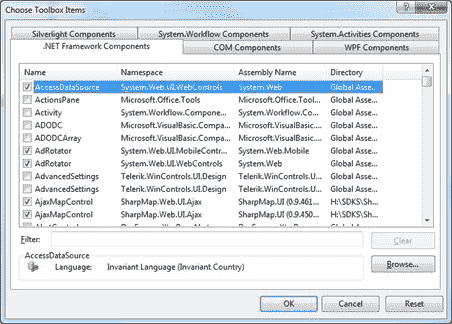 Choose Toolbox Items
Silverlight Components System.Workflow Components System.Activities Components
.NET Framework Components COM Components WPF Components
Name Namespace Assembly Name Directory
AccessDataSource System.Web.UI.WebControls System.Web Global Asse...
ActionsPane Microsoft.Office.Tools Microsoft.Office.Tools... Global Asse...
Activity System.Workflow.Compone... System.Workflow.Com... Global Asse...
ADODC Microsoft.VisualBasic.Compa... Microsoft.VisualBasic... Global Asse...
ADODCArray Microsoft.VisualBasic.Compa... Microsoft.VisualBasic... Global Asse...
AdRotator System.Web.UI.MobileContr... System.Web.Mobile Global Asse...
AdRotator System.Web.UI.WebControls System.Web Global Asse...
AdvancedSettings Telerik.WinControls.UI.Design Telerik.WinControls.U... Global Asse...
AdvancedSettings Telerik.WinControls.UI.Design Telerik.WinControls.U... Global Asse...
AjaxMapControl SharpMap.Web.UI.Ajax SharpMap.UI (0.9.461... H:\SDKS\Sh...
AjaxMapControl SharpMap.Web.UI.Ajax SharpMap.UI (0.9.450... H:\SDKS\Sh...
Filter:
Clear
AccessDataSource
Language: Invariant Language (Invariant Country)
Browse...
OK Cancel Reset